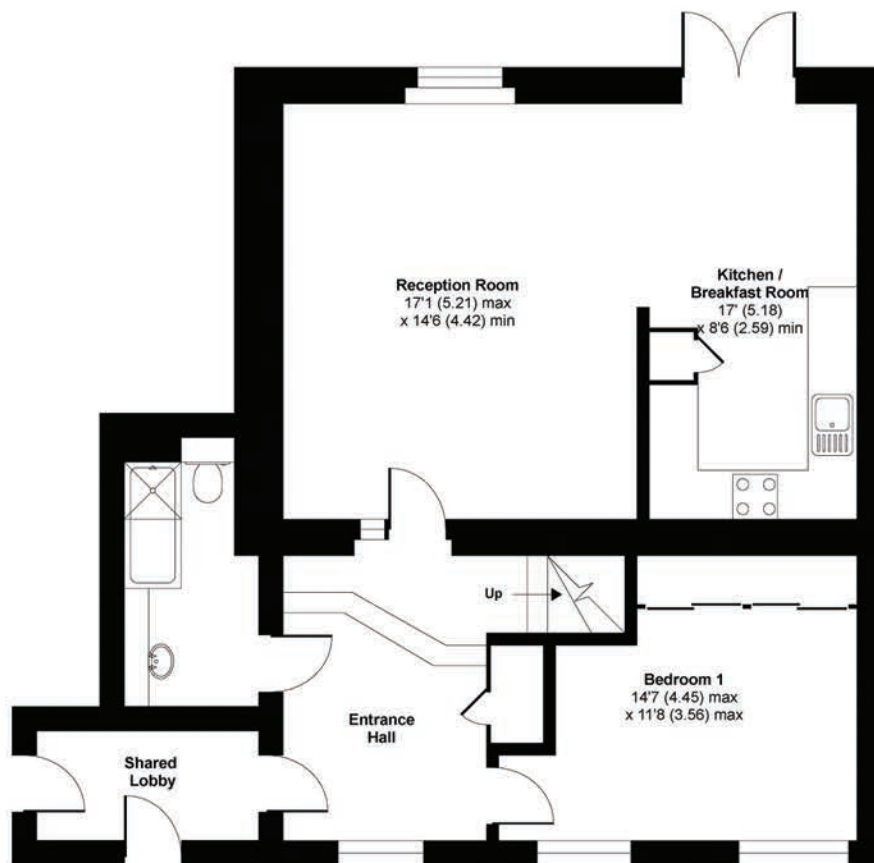 Reception Room
17'1 (5.21) max
x 14'6 (4.42) min
Kitchen /
Breakfast Room
17' (5.18)
x 8'6 (2.59) min
Up
Bedroom 1
14'7 (4.45) max
x 11'8 (3.56) max
Entrance
Hall
Shared
Lobby